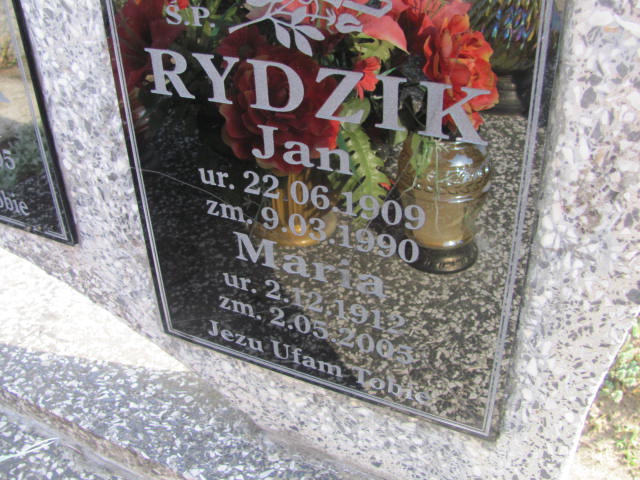 Ś.P.
RYDZIK
Jan
ur. 22.06.1909
zm. 9.03.1990
Maria
ur. 2.12.1912
zm. 2.05.2005
Jezu Ufam Tobie